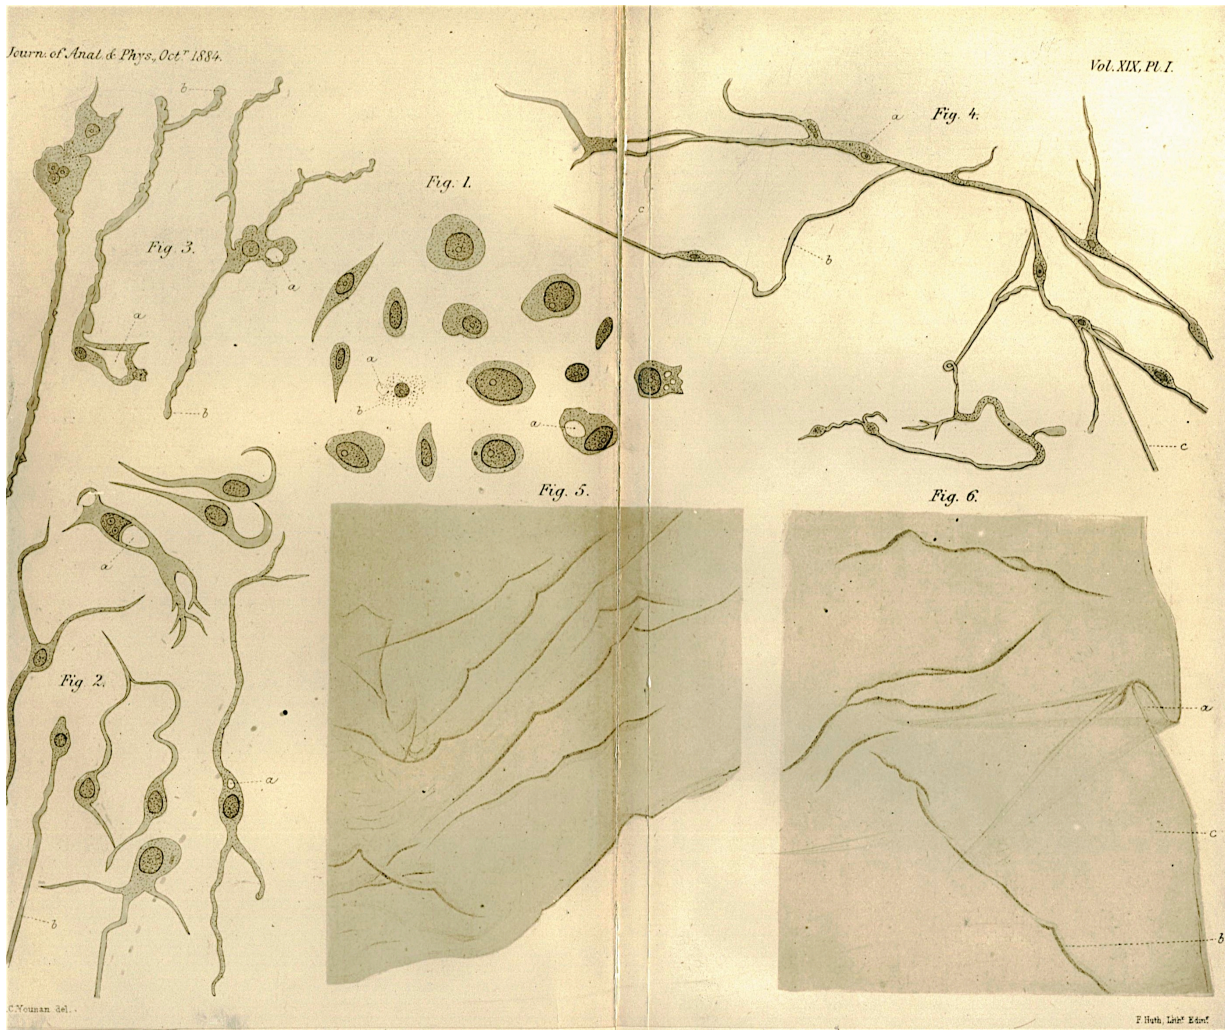 Journ. of Anat. & Phys., Octr 1884.
Vol. XIX, Pl. I.
b
a
Fig. 4.
Fig. 1.
c
Fig. 3.
b
a
a
a
b
a
b
c
Fig. 5.
Fig. 6.
a
Fig. 2.
a
a
c
b
b
F. Huth, Lithr Edinr